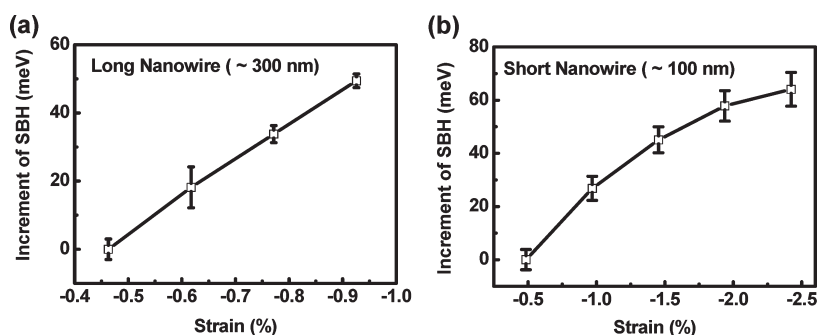 (a)
Long Nanowire ( ~ 300 nm)
Increment of SBH (meV)
60
40
20
0
-0.4 -0.5 -0.6 -0.7 -0.8 -0.9 -1.0
Strain (%)
(b)
Short Nanowire ( ~ 100 nm)
Increment of SBH (meV)
80
60
40
20
0
-0.5 -1.0 -1.5 -2.0 -2.5
Strain (%)